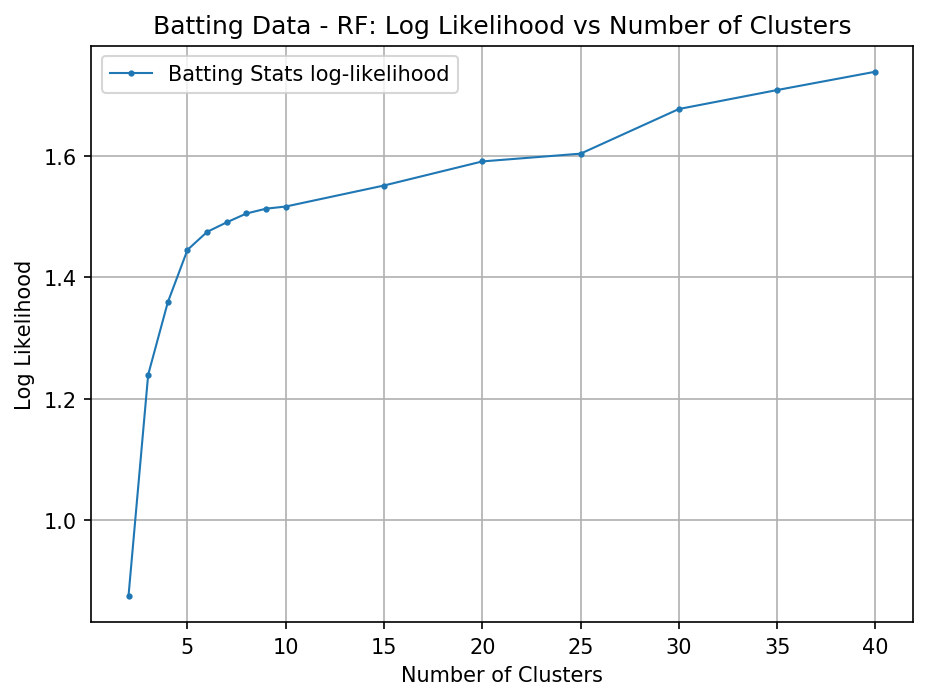 Batting Data - RF: Log Likelihood vs Number of Clusters
Batting Stats log-likelihood
Log Likelihood
1.6
1.4
1.2
1.0
5 10 15 20 25 30 35 40
Number of Clusters